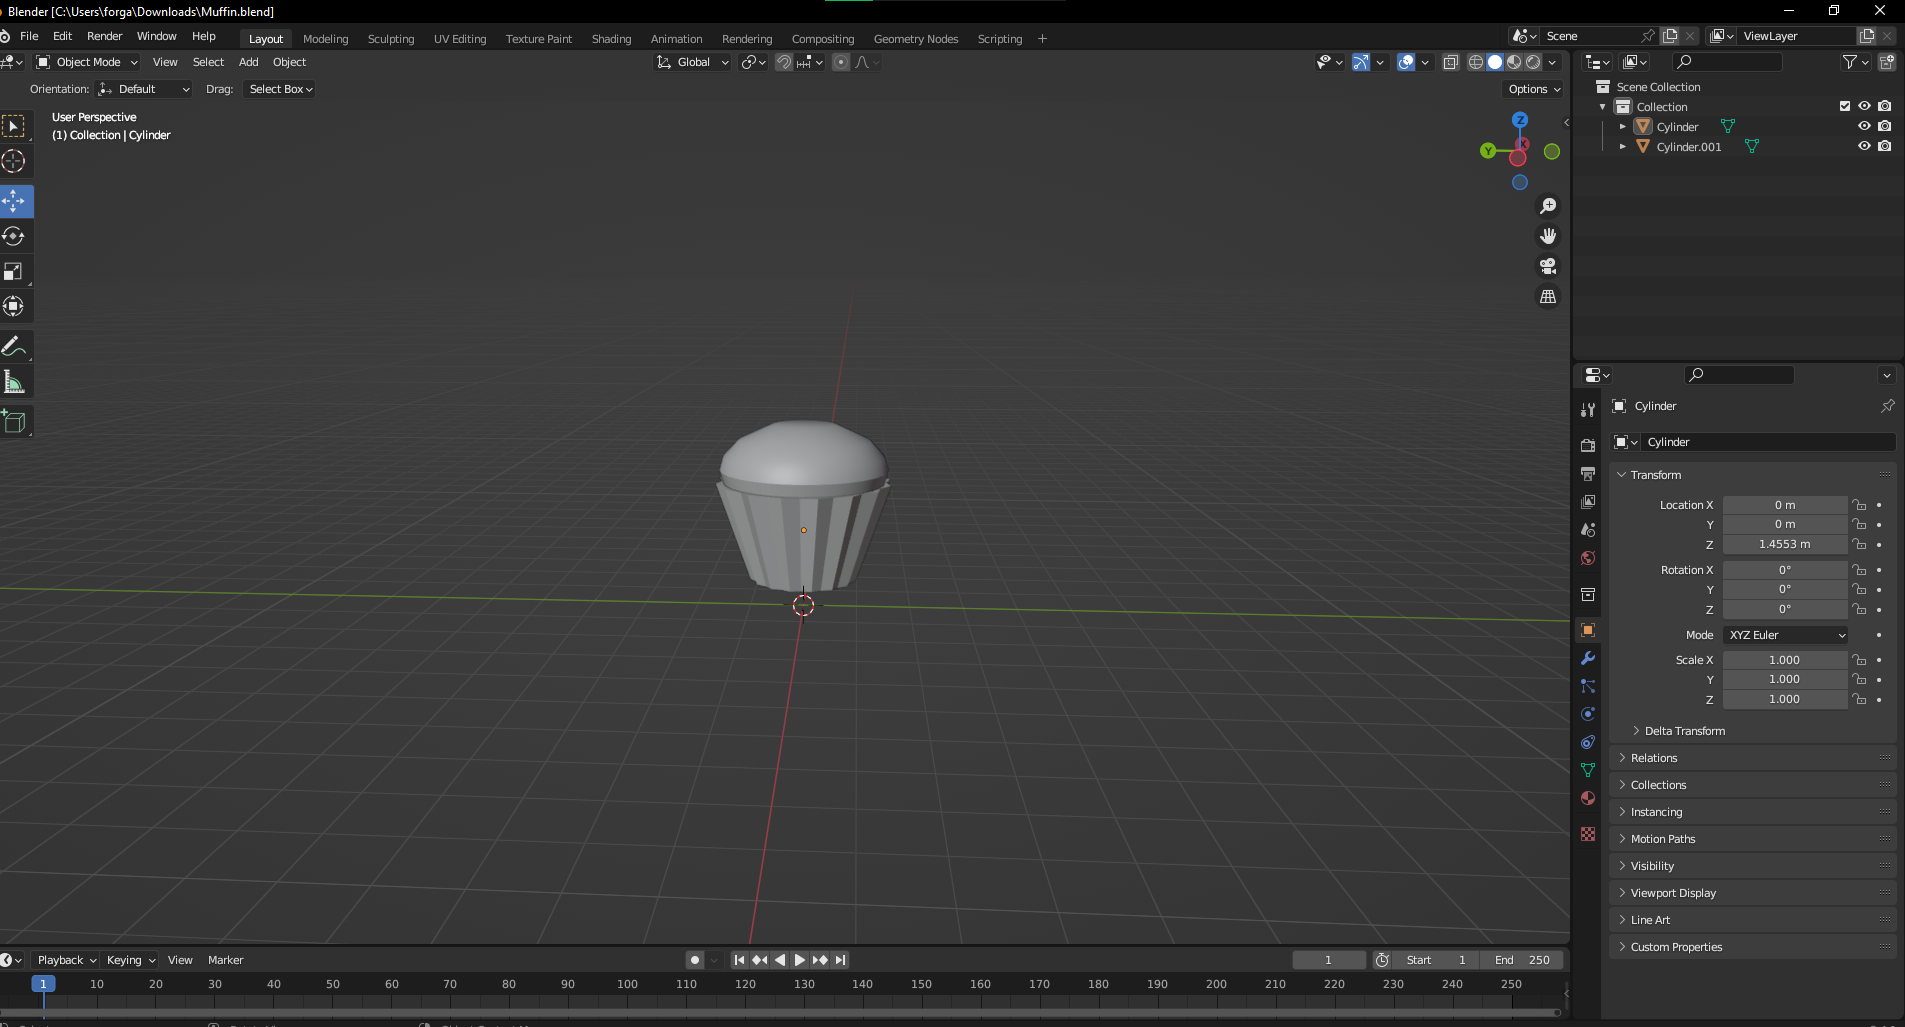 Blender [C:\Users\forga\Downloads\Muffin.blend]
File Edit Render Window Help Layout Modeling Sculpting UV Editing Texture Paint Shading Animation Rendering Compositing Geometry Nodes Scripting + Scene ViewLayer
Object Mode View Select Add Object Global
Orientation: Default Drag: Select Box Options
User Perspective
(1) Collection | Cylinder
Z
Y
X
Scene Collection
Collection
Cylinder
Cylinder.001
Cylinder
Cylinder
Transform
Location X 0 m
Y 0 m
Z 1.4553 m
Rotation X 0°
Y 0°
Z 0°
Mode XYZ Euler
Scale X 1.000
Y 1.000
Z 1.000
Delta Transform
Relations
Collections
Instancing
Motion Paths
Visibility
Viewport Display
Line Art
Custom Properties
Playback Keying View Marker 1 Start 1 End 250
1 10 20 30 40 50 60 70 80 90 100 110 120 130 140 150 160 170 180 190 200 210 220 230 240 250